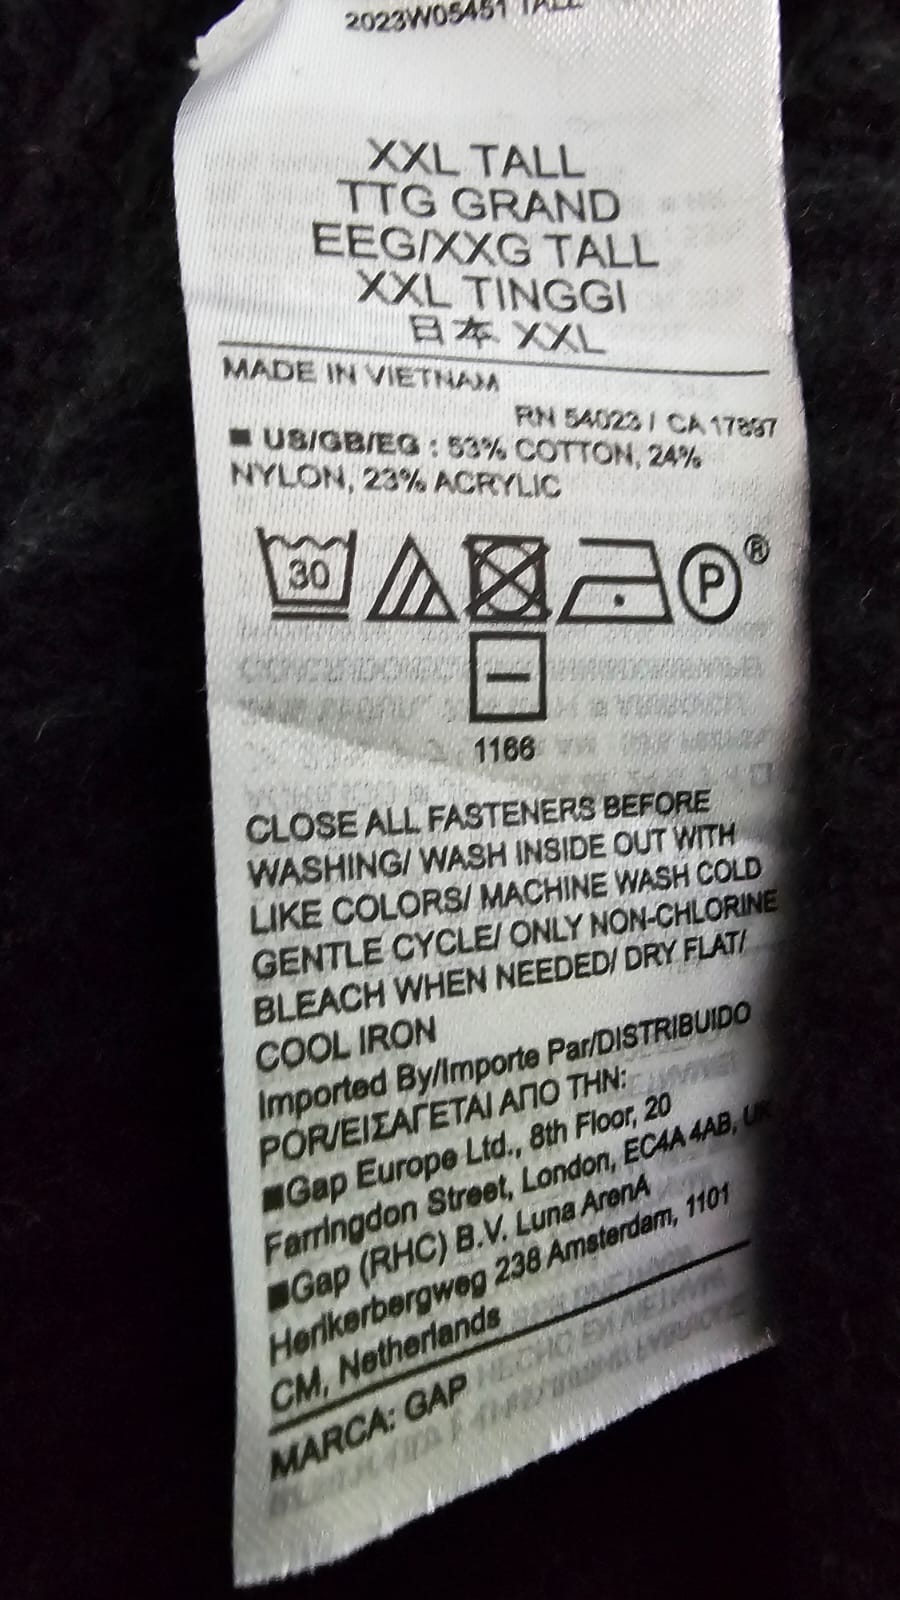 2023W05451 TALL
XXL TALL
TTG GRAND
EEG/XXG TALL
XXL TINGGI
日本 XXL
MADE IN VIETNAM
RN 54023 / CA 17897
■ US/GB/EG : 53% COTTON, 24%
NYLON, 23% ACRYLIC
30 P ®
1166
CLOSE ALL FASTENERS BEFORE
WASHING/ WASH INSIDE OUT WITH
LIKE COLORS/ MACHINE WASH COLD
GENTLE CYCLE/ ONLY NON-CHLORINE
BLEACH WHEN NEEDED/ DRY FLAT/
COOL IRON
Imported By/Importe Par/DISTRIBUIDO
POR/ΕΙΣΑΓΕΤΑΙ ΑΠΟ ΤΗΝ:
■Gap Europe Ltd., 8th Floor, 20
Farringdon Street, London, EC4A 4AB, UK
■Gap (RHC) B.V. Luna ArenA
Herikerbergweg 238 Amsterdam, 1101
CM, Netherlands
MARCA: GAP